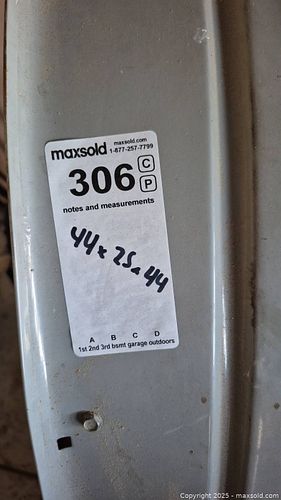 maxsold maxsold.com
1-877-257-7799
306 C
P
notes and measurements
44 x 25 x 44
A B C D
1st 2nd 3rd bsmt garage outdoors
Copyright © 2025 - maxsold.com